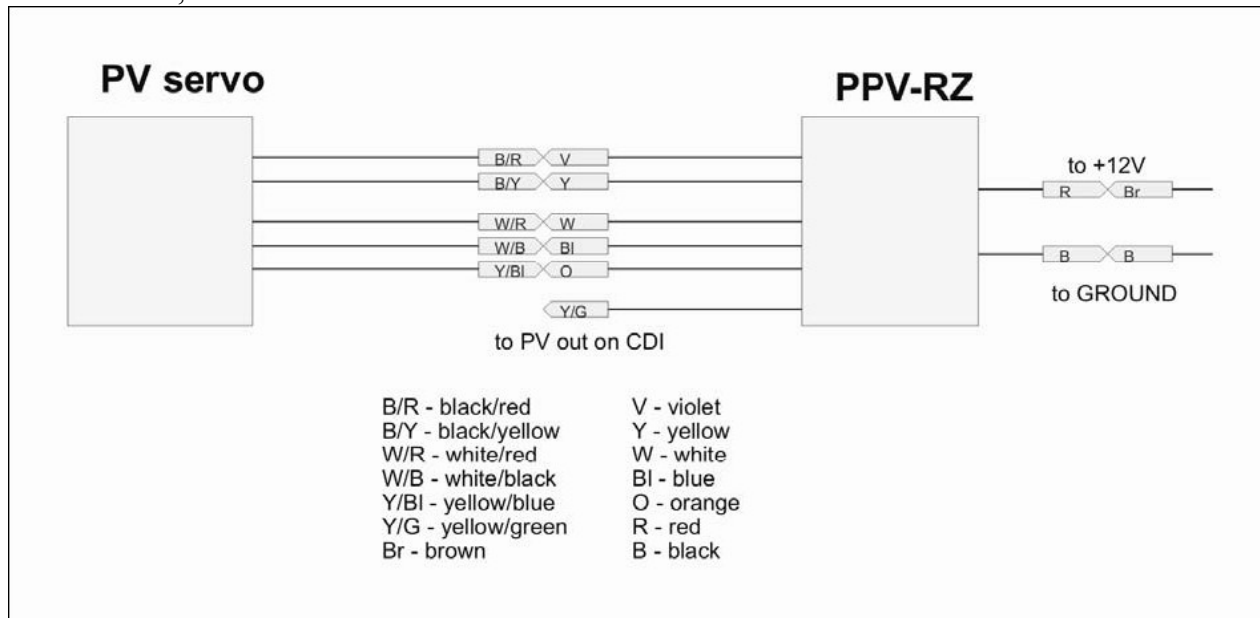 PV servo
PPV-RZ
B/R V
B/Y Y
to +12V
R Br
W/R W
W/B Bl
Y/Bl O
B B
to GROUND
Y/G
to PV out on CDI
B/R - black/red
V - violet
B/Y - black/yellow
Y - yellow
W/R - white/red
W - white
W/B - white/black
Bl - blue
Y/Bl - yellow/blue
O - orange
Y/G - yellow/green
R - red
Br - brown
B - black